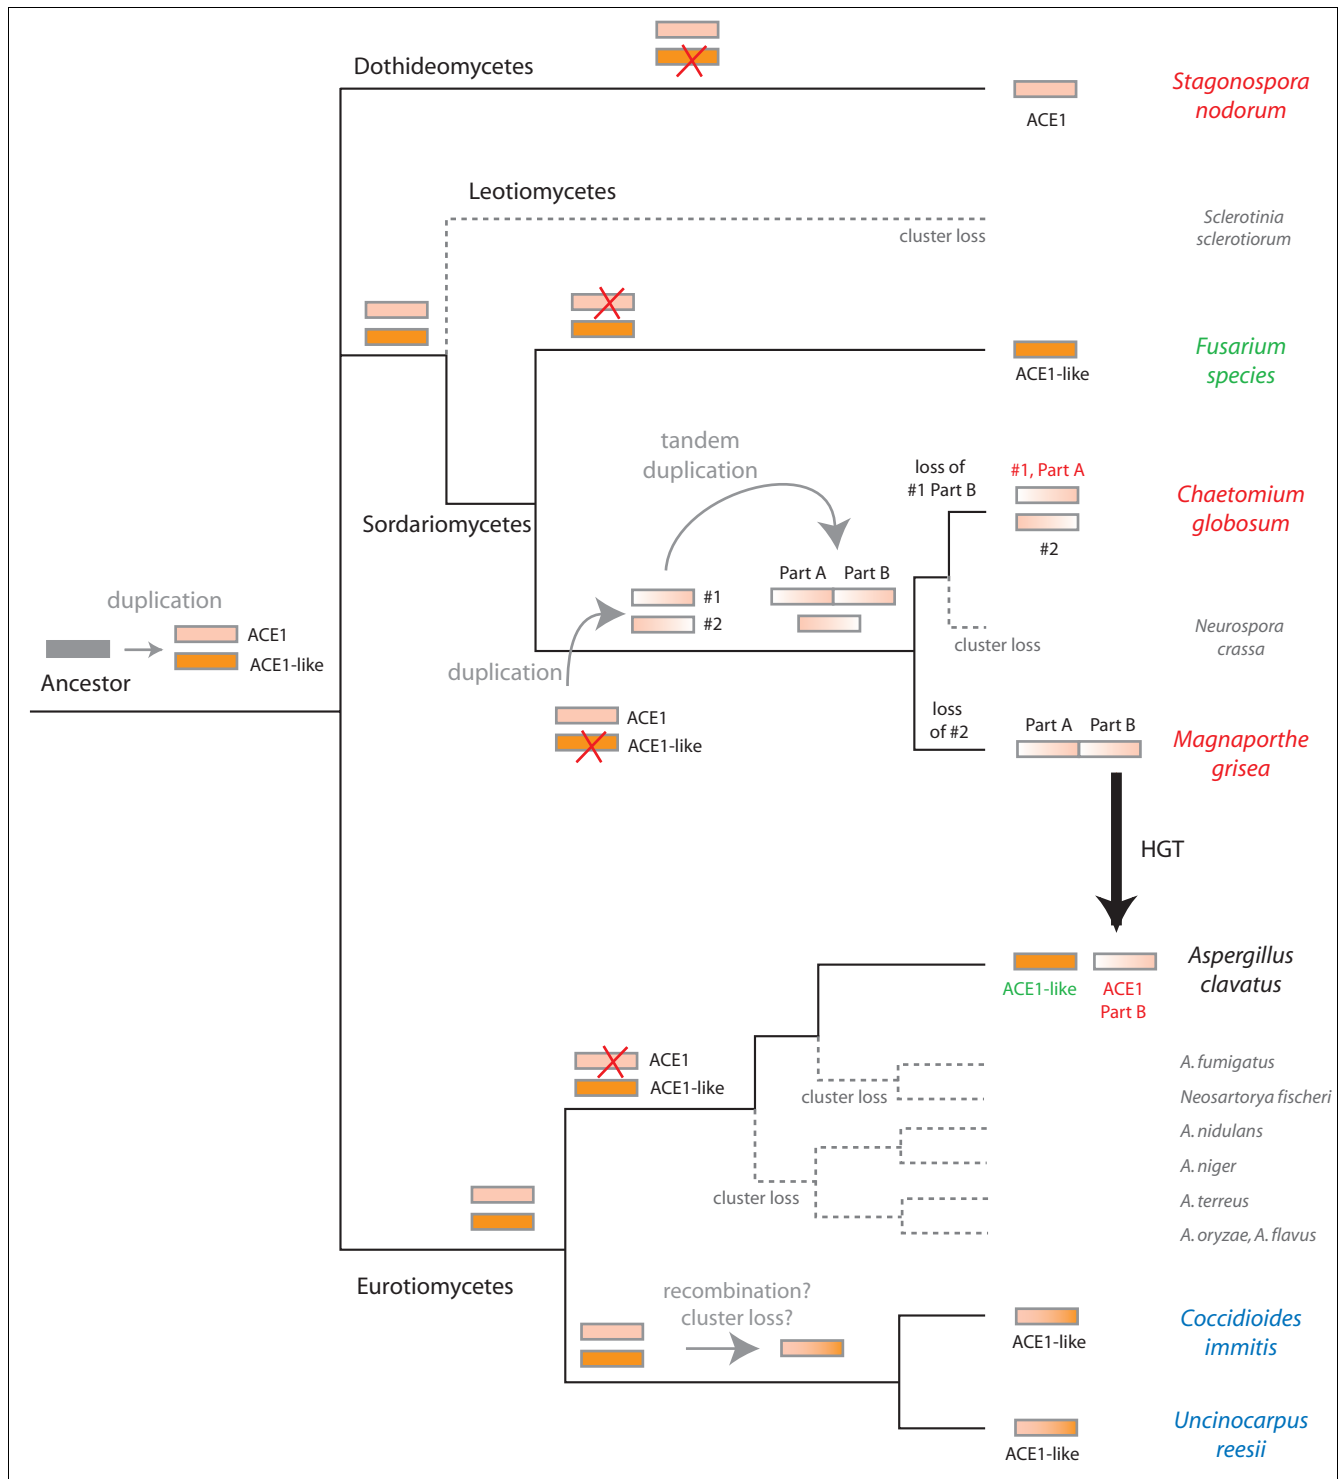 Dothideomycetes
ACE1
Stagonospora
nodorum
Leotiomycetes
cluster loss
Sclerotinia
sclerotiorum
ACE1-like
Fusarium
species
tandem
duplication
loss of
#1 Part B
#1, Part A
#2
Chaetomium
globosum
Sordariomycetes
#1
#2
Part A
Part B
duplication
ACE1
ACE1-like
cluster loss
Neurospora
crassa
duplication
ACE1
ACE1-like
Ancestor
loss
of #2
Part A
Part B
Magnaporthe
grisea
HGT
ACE1-like
ACE1
Part B
Aspergillus
clavatus
ACE1
ACE1-like
cluster loss
A. fumigatus
Neosartorya fischeri
A. nidulans
A. niger
cluster loss
A. terreus
A. oryzae, A. flavus
Eurotiomycetes
recombination?
cluster loss?
ACE1-like
Coccidioides
immitis
ACE1-like
Uncinocarpus
reesii